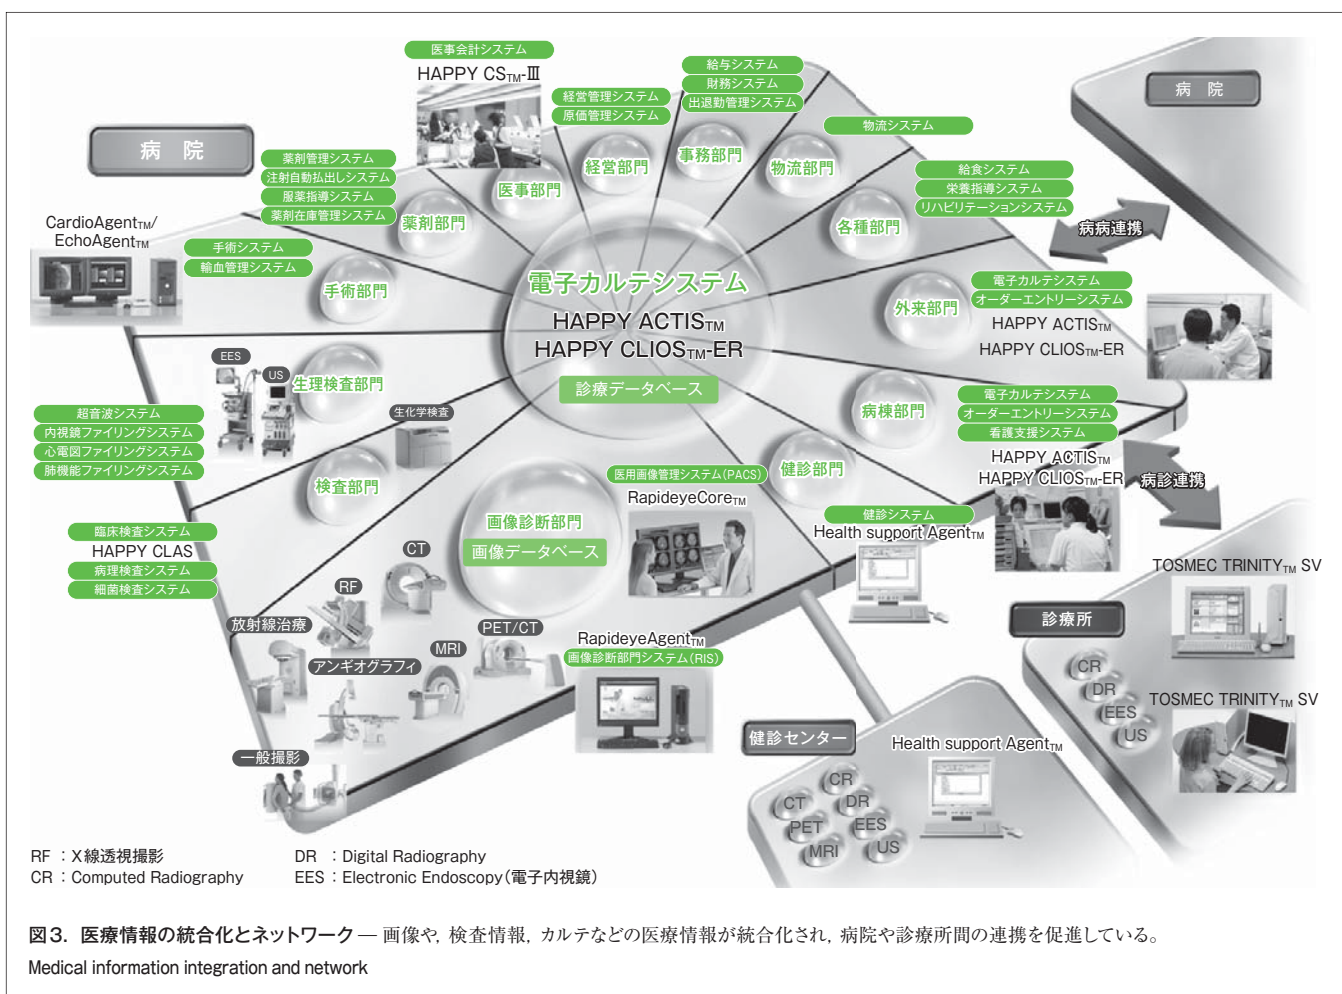 医事会計システム
HAPPY CSTM-Ⅲ
給与システム
財務システム
出退勤管理システム
経営管理システム
原価管理システム
物流システム
病 院
病 院
薬剤管理システム
注射自動払出しシステム
服薬指導システム
薬剤在庫管理システム
医事部門
経営部門
事務部門
物流部門
給食システム
栄養指導システム
リハビリテーションシステム
薬剤部門
各種部門
病病連携
CardioAgentTM/
EchoAgentTM
手術システム
輸血管理システム
手術部門
電子カルテシステム
HAPPY ACTISTM
HAPPY CLIOSTM-ER
診療データベース
外来部門
電子カルテシステム
オーダーエントリーシステム
HAPPY ACTISTM
HAPPY CLIOSTM-ER
EES
US
生理検査部門
生化学検査
超音波システム
内視鏡ファイリングシステム
心電図ファイリングシステム
肺機能ファイリングシステム
病棟部門
電子カルテシステム
オーダーエントリーシステム
看護支援システム
HAPPY ACTISTM
HAPPY CLIOSTM-ER
病診連携
検査部門
臨床検査システム
HAPPY CLAS
病理検査システム
細菌検査システム
画像診断部門
画像データベース
医用画像管理システム(PACS)
RapideyeCoreTM
健診部門
健診システム
Health support AgentTM
CT
RF
放射線治療
アンギオグラフィ
MRI
PET/CT
一般撮影
RapideyeAgentTM
画像診断部門システム(RIS)
TOSMEC TRINITYTM SV
診療所
CR
DR
EES
US
TOSMEC TRINITYTM SV
健診センター
Health support AgentTM
CR
CT
DR
PET
EES
MRI
US
RF : X線透視撮影
DR : Digital Radiography
CR : Computed Radiography
EES : Electronic Endoscopy(電子内視鏡)
図3. 医療情報の統合化とネットワーク — 画像や, 検査情報, カルテなどの医療情報が統合化され, 病院や診療所間の連携を促進している。
Medical information integration and network